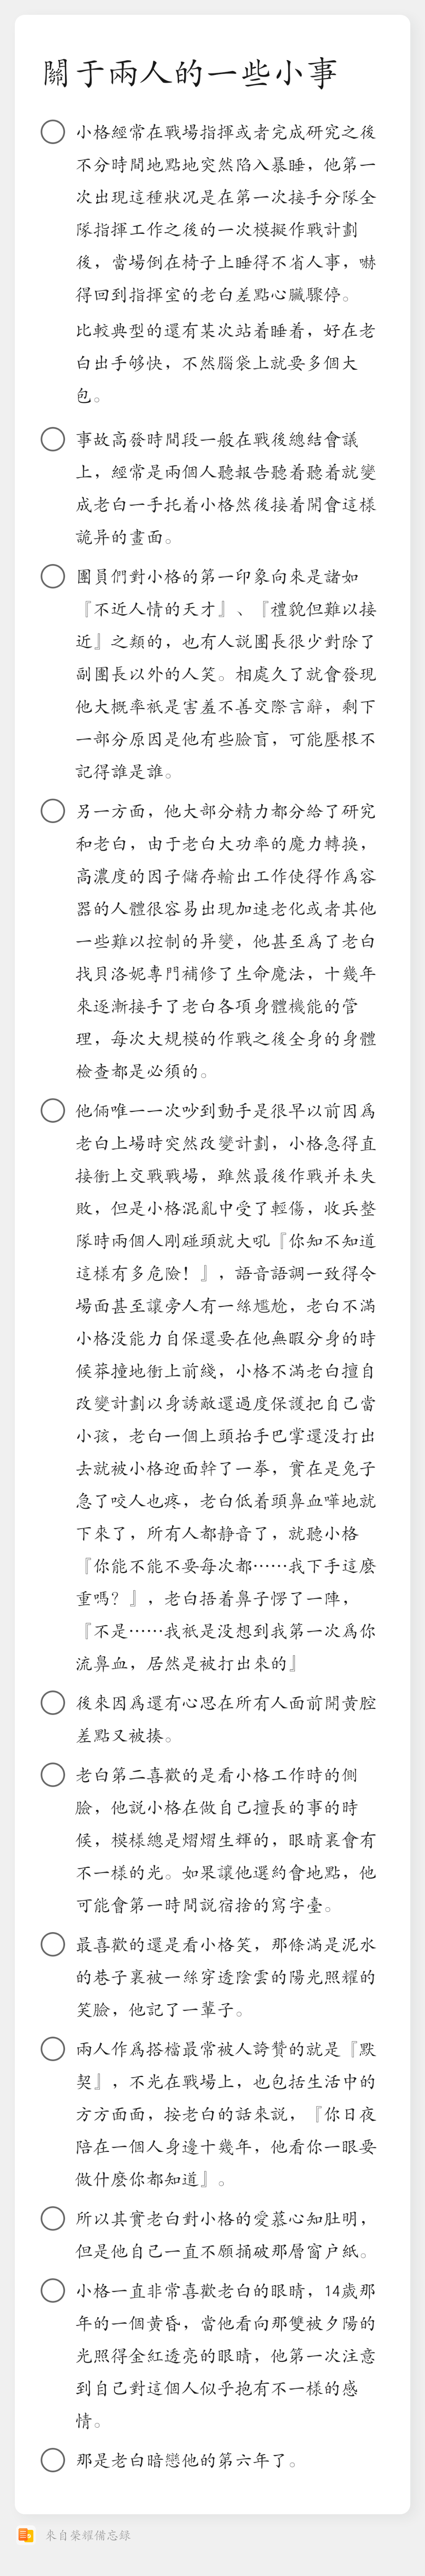 關于兩人的一些小事
小格經常在戰場指揮或者完成研究之後
不分時間地點地突然陷入暴睡，他第一
次出現這種狀況是在第一次接手分隊全
隊指揮工作之後的一次模擬作戰計劃
後，當場倒在椅子上睡得不省人事，嚇
得回到指揮室的老白差點心臟驟停。
比較典型的還有某次站着睡着，好在老
白出手够快，不然腦袋上就要多個大
包。
事故高發時間段一般在戰後總結會議
上，經常是兩個人聽報告聽着聽着就變
成老白一手托着小格然後接着開會這樣
詭异的畫面。
團員們對小格的第一印象向來是諸如
『不近人情的天才』、『禮貌但難以接
近』之類的，也有人説團長很少對除了
副團長以外的人笑。相處久了就會發現
他大概率祇是害羞不善交際言辭，剩下
一部分原因是他有些臉盲，可能壓根不
記得誰是誰。
另一方面，他大部分精力都分給了研究
和老白，由于老白大功率的魔力轉换，
高濃度的因子儲存輸出工作使得作爲容
器的人體很容易出現加速老化或者其他
一些難以控制的异變，他甚至爲了老白
找貝洛妮專門補修了生命魔法，十幾年
來逐漸接手了老白各項身體機能的管
理，每次大規模的作戰之後全身的身體
檢查都是必須的。
他倆唯一一次吵到動手是很早以前因爲
老白上場時突然改變計劃，小格急得直
接衝上交戰戰場，雖然最後作戰并未失
敗，但是小格混亂中受了輕傷，收兵整
隊時兩個人剛碰頭就大吼『你知不知道
這樣有多危險！』，語音語調一致得令
場面甚至讓旁人有一絲尷尬，老白不滿
小格没能力自保還要在他無暇分身的時
候莽撞地衝上前綫，小格不滿老白擅自
改變計劃以身誘敵還過度保護把自己當
小孩，老白一個上頭抬手巴掌還没打出
去就被小格迎面幹了一拳，實在是兔子
急了咬人也疼，老白低着頭鼻血嘩地就
下來了，所有人都静音了，就聽小格
『你能不能不要每次都……我下手這麽
重嗎？』，老白捂着鼻子愣了一陣，
『不是……我祇是没想到我第一次爲你
流鼻血，居然是被打出來的』
後來因爲還有心思在所有人面前開黄腔
差點又被揍。
老白第二喜歡的是看小格工作時的側
臉，他説小格在做自己擅長的事的時
候，模樣總是熠熠生輝的，眼睛裏會有
不一樣的光。如果讓他選約會地點，他
可能會第一時間説宿捨的寫字臺。
最喜歡的還是看小格笑，那條滿是泥水
的巷子裏被一絲穿透陰雲的陽光照耀的
笑臉，他記了一輩子。
兩人作爲搭檔最常被人誇贊的就是『默
契』，不光在戰場上，也包括生活中的
方方面面，按老白的話來説，『你日夜
陪在一個人身邊十幾年，他看你一眼要
做什麽你都知道』。
所以其實老白對小格的愛慕心知肚明，
但是他自己一直不願捅破那層窗户紙。
小格一直非常喜歡老白的眼睛，14歲那
年的一個黄昏，當他看向那雙被夕陽的
光照得金紅透亮的眼睛，他第一次注意
到自己對這個人似乎抱有不一樣的感
情。
那是老白暗戀他的第六年了。
來自榮耀備忘録